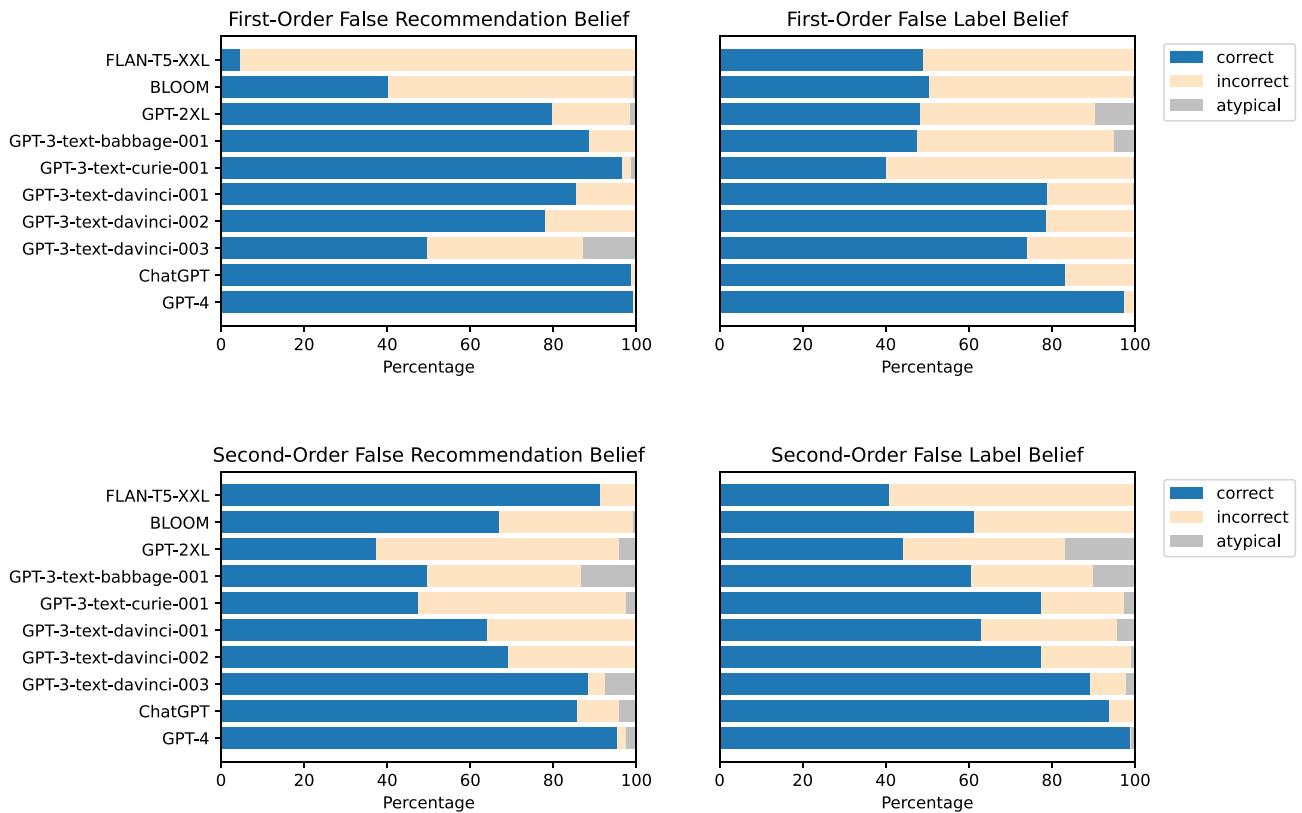 First-Order False Recommendation Belief
FLAN-T5-XXL
BLOOM
GPT-2XL
GPT-3-text-babbage-001
GPT-3-text-curie-001
GPT-3-text-davinci-001
GPT-3-text-davinci-002
GPT-3-text-davinci-003
ChatGPT
GPT-4
0 20 40 60 80 100
Percentage
First-Order False Label Belief
0 20 40 60 80 100
Percentage
correct
incorrect
atypical
Second-Order False Recommendation Belief
FLAN-T5-XXL
BLOOM
GPT-2XL
GPT-3-text-babbage-001
GPT-3-text-curie-001
GPT-3-text-davinci-001
GPT-3-text-davinci-002
GPT-3-text-davinci-003
ChatGPT
GPT-4
0 20 40 60 80 100
Percentage
Second-Order False Label Belief
0 20 40 60 80 100
Percentage
correct
incorrect
atypical